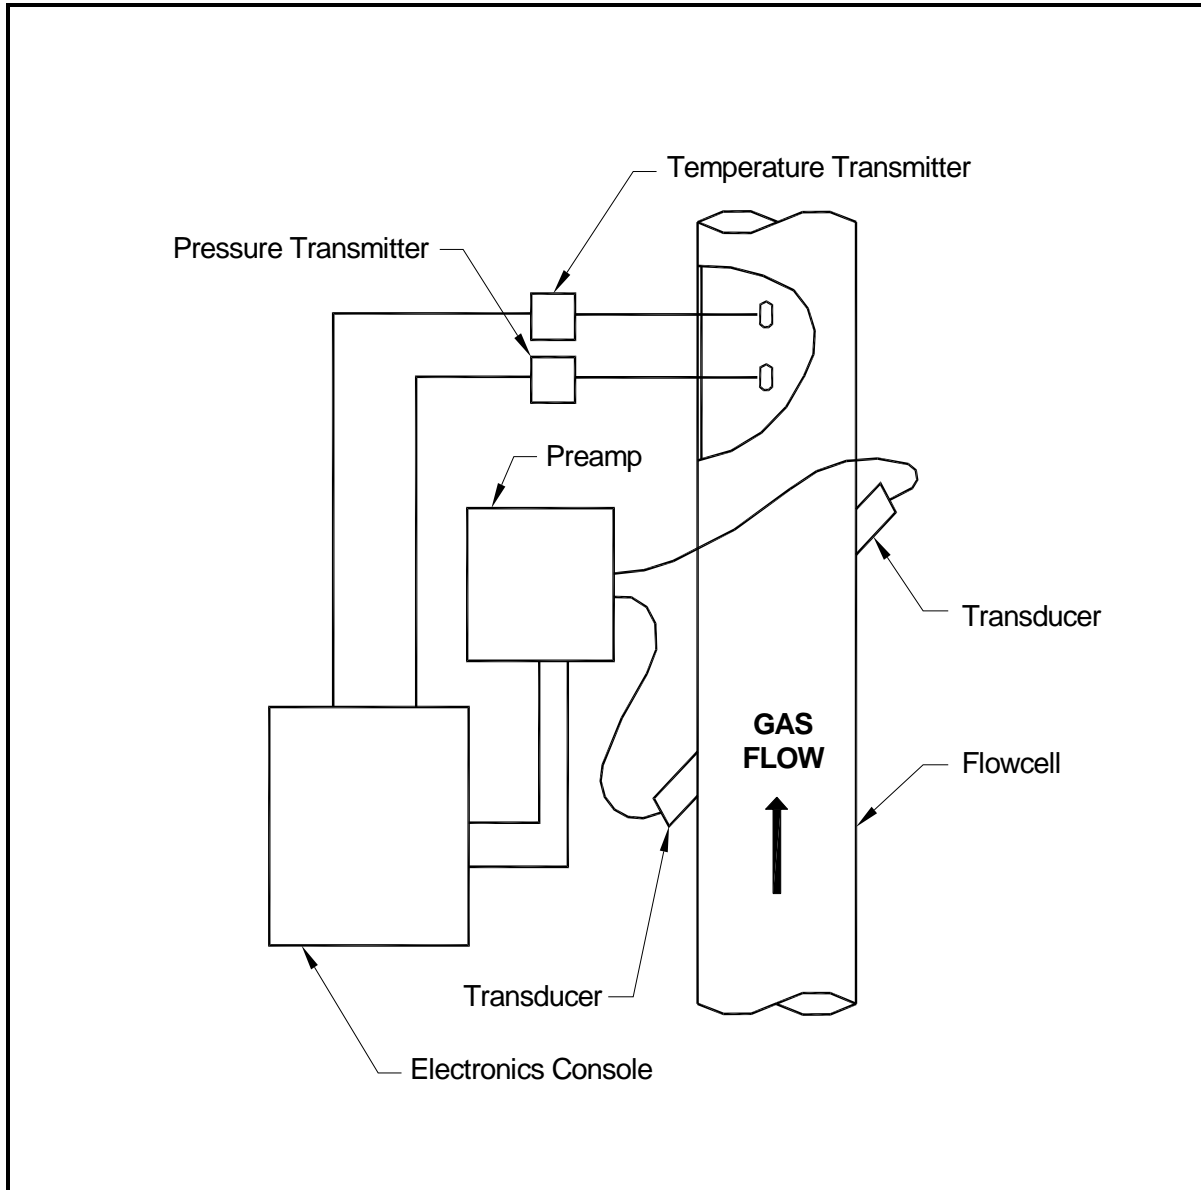 Temperature Transmitter
Pressure Transmitter
Preamp
Transducer
GAS
FLOW
Flowcell
Transducer
Electronics Console